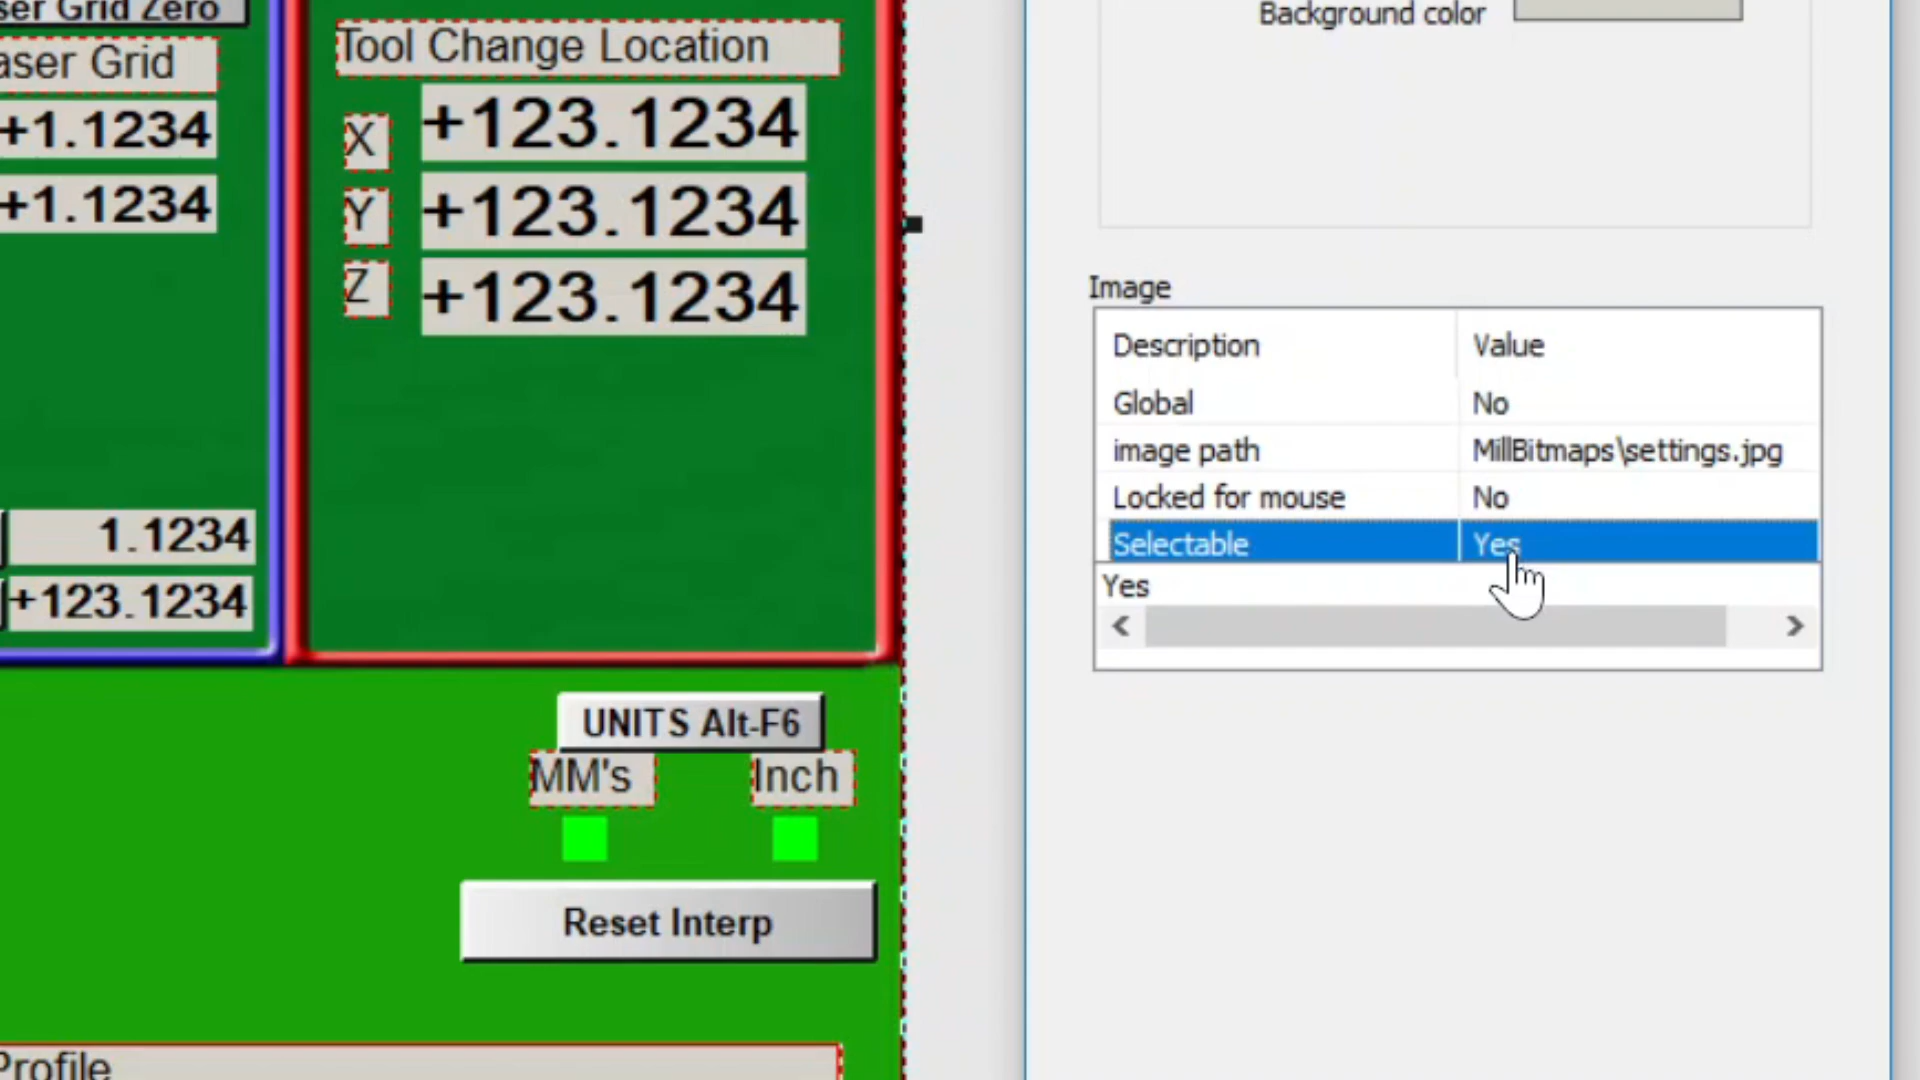 ser Grid Zero
aser Grid
+1.1234
+1.1234
1.1234
+123.1234
Tool Change Location
X +123.1234
Y +123.1234
Z +123.1234
UNITS Alt-F6
MM's Inch
Reset Interp
Profile
Background color
Image
Description Value
Global No
image path MillBitmaps\settings.jpg
Locked for mouse No
Selectable Yes
Yes